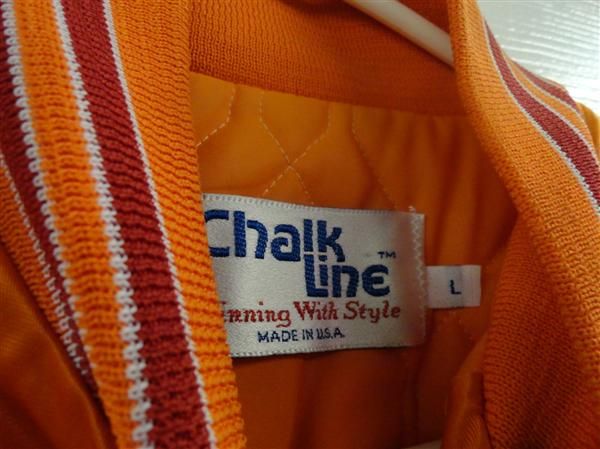 Chalk
Line™
inning With Style
MADE IN U.S.A.
L